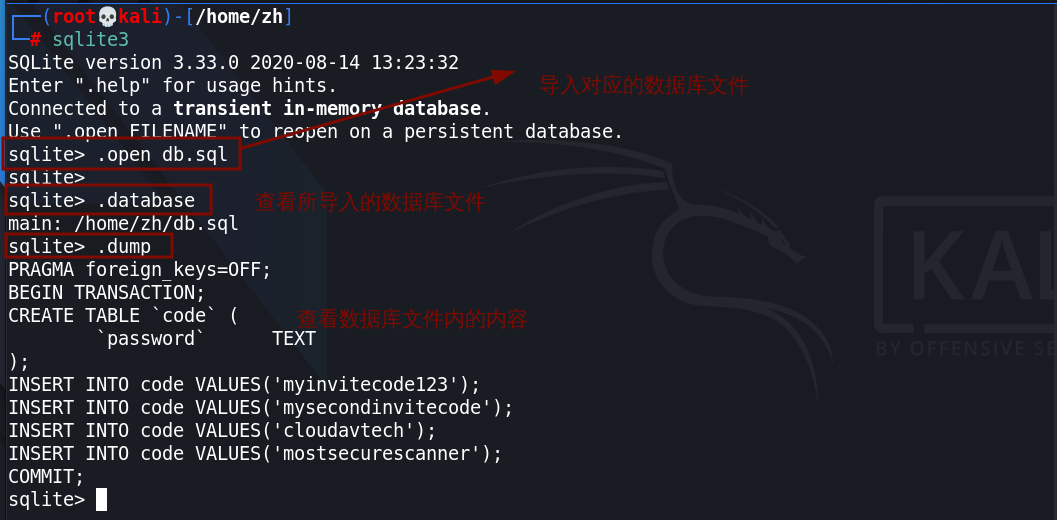 ┌──(root💀kali)-[/home/zh]
└─# sqlite3
SQLite version 3.33.0 2020-08-14 13:23:32
Enter ".help" for usage hints.
导入对应的数据库文件
Connected to a transient in-memory database.
Use ".open FILENAME" to reopen on a persistent database.
sqlite> .open db.sql
sqlite>
sqlite> .database
查看所导入的数据库文件
main: /home/zh/db.sql
sqlite> .dump
PRAGMA foreign_keys=OFF;
BEGIN TRANSACTION;
CREATE TABLE `code` (
查看数据库文件内的内容
`password` TEXT
);
INSERT INTO code VALUES('myinvitecode123');
INSERT INTO code VALUES('mysecondinvitecode');
INSERT INTO code VALUES('cloudavtech');
INSERT INTO code VALUES('mostsecurescanner');
COMMIT;
sqlite>
KAL
BY OFFENSIVE SE